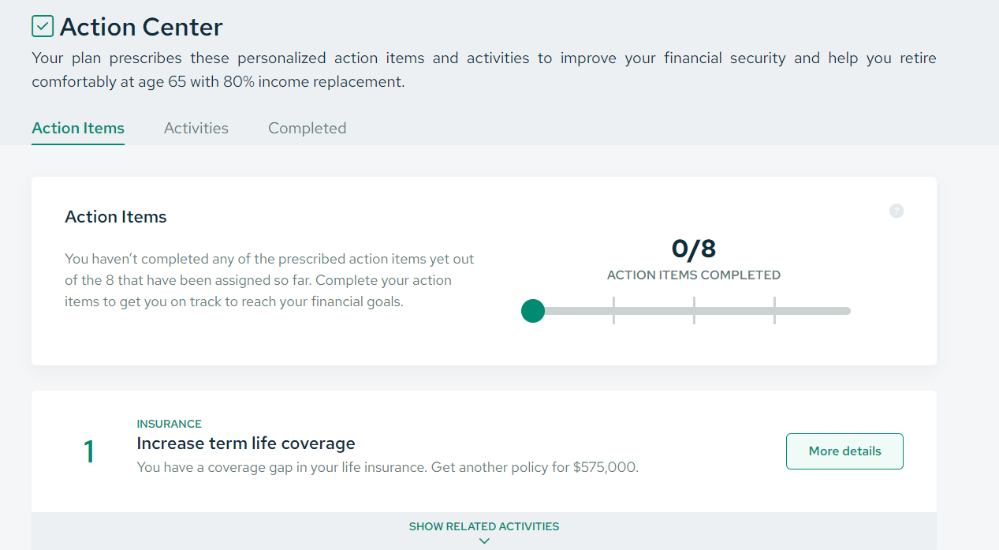 Action Center
Your plan prescribes these personalized action items and activities to improve your financial security and help you retire
comfortably at age 65 with 80% income replacement.
Action Items
Activities
Completed
Action Items
?
You haven’t completed any of the prescribed action items yet out
of the 8 that have been assigned so far. Complete your action
items to get you on track to reach your financial goals.
0/8
ACTION ITEMS COMPLETED
1
INSURANCE
Increase term life coverage
You have a coverage gap in your life insurance. Get another policy for $575,000.
More details
SHOW RELATED ACTIVITIES